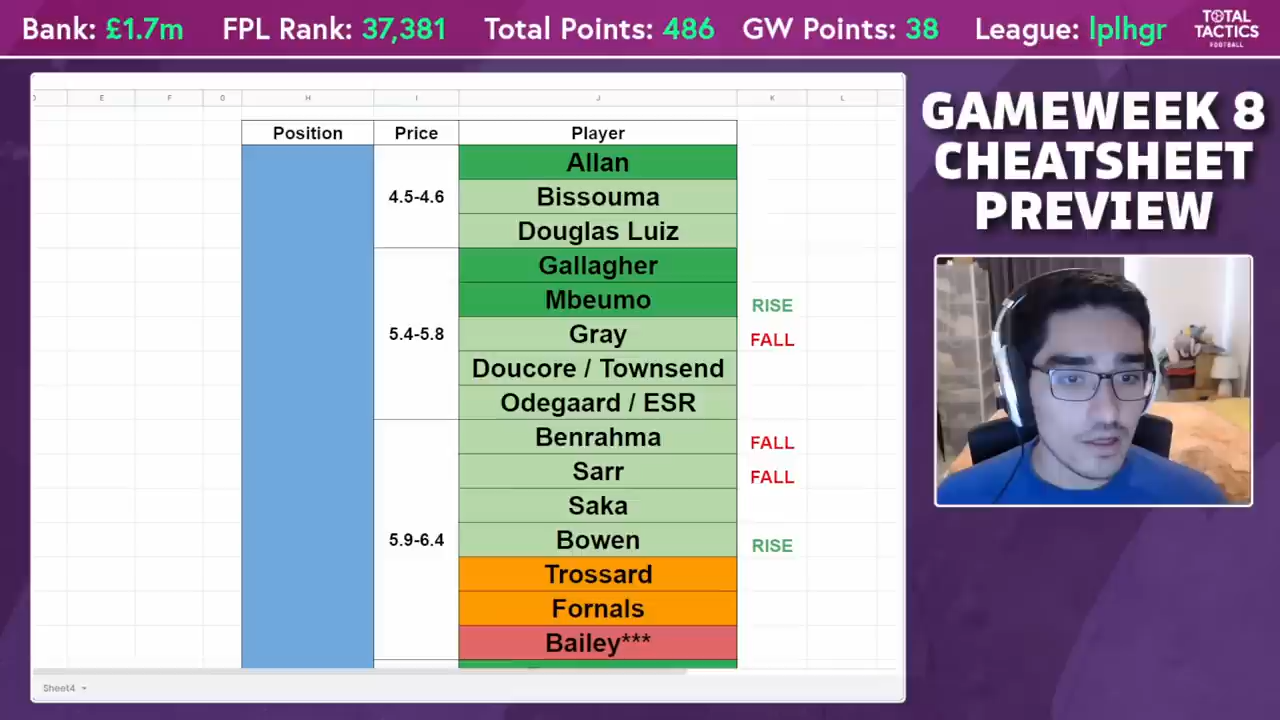 Bank: £1.7m FPL Rank: 37,381 Total Points: 486 GW Points: 38 League: lplhgr
TOTAL
TACTICS
FOOTBALL
GAMEWEEK 8
CHEATSHEET
PREVIEW
E F G H I J K L
Position Price Player
4.5-4.6
Allan
Bissouma
Douglas Luiz
5.4-5.8
Gallagher
Mbeumo RISE
Gray FALL
Doucore / Townsend
Odegaard / ESR
5.9-6.4
Benrahma FALL
Sarr FALL
Saka
Bowen RISE
Trossard
Fornals
Bailey***
Sheet4